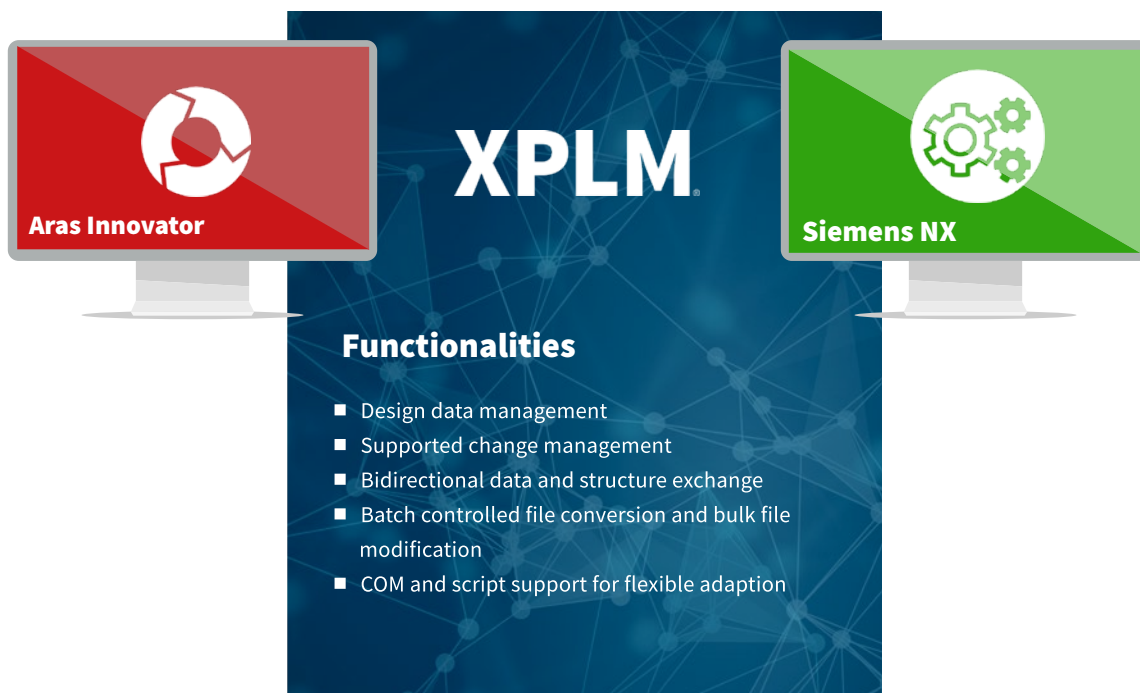 XPLM®
Aras Innovator
Siemens NX
Functionalities
■ Design data management
■ Supported change management
■ Bidirectional data and structure exchange
■ Batch controlled file conversion and bulk file
modification
■ COM and script support for flexible adaption